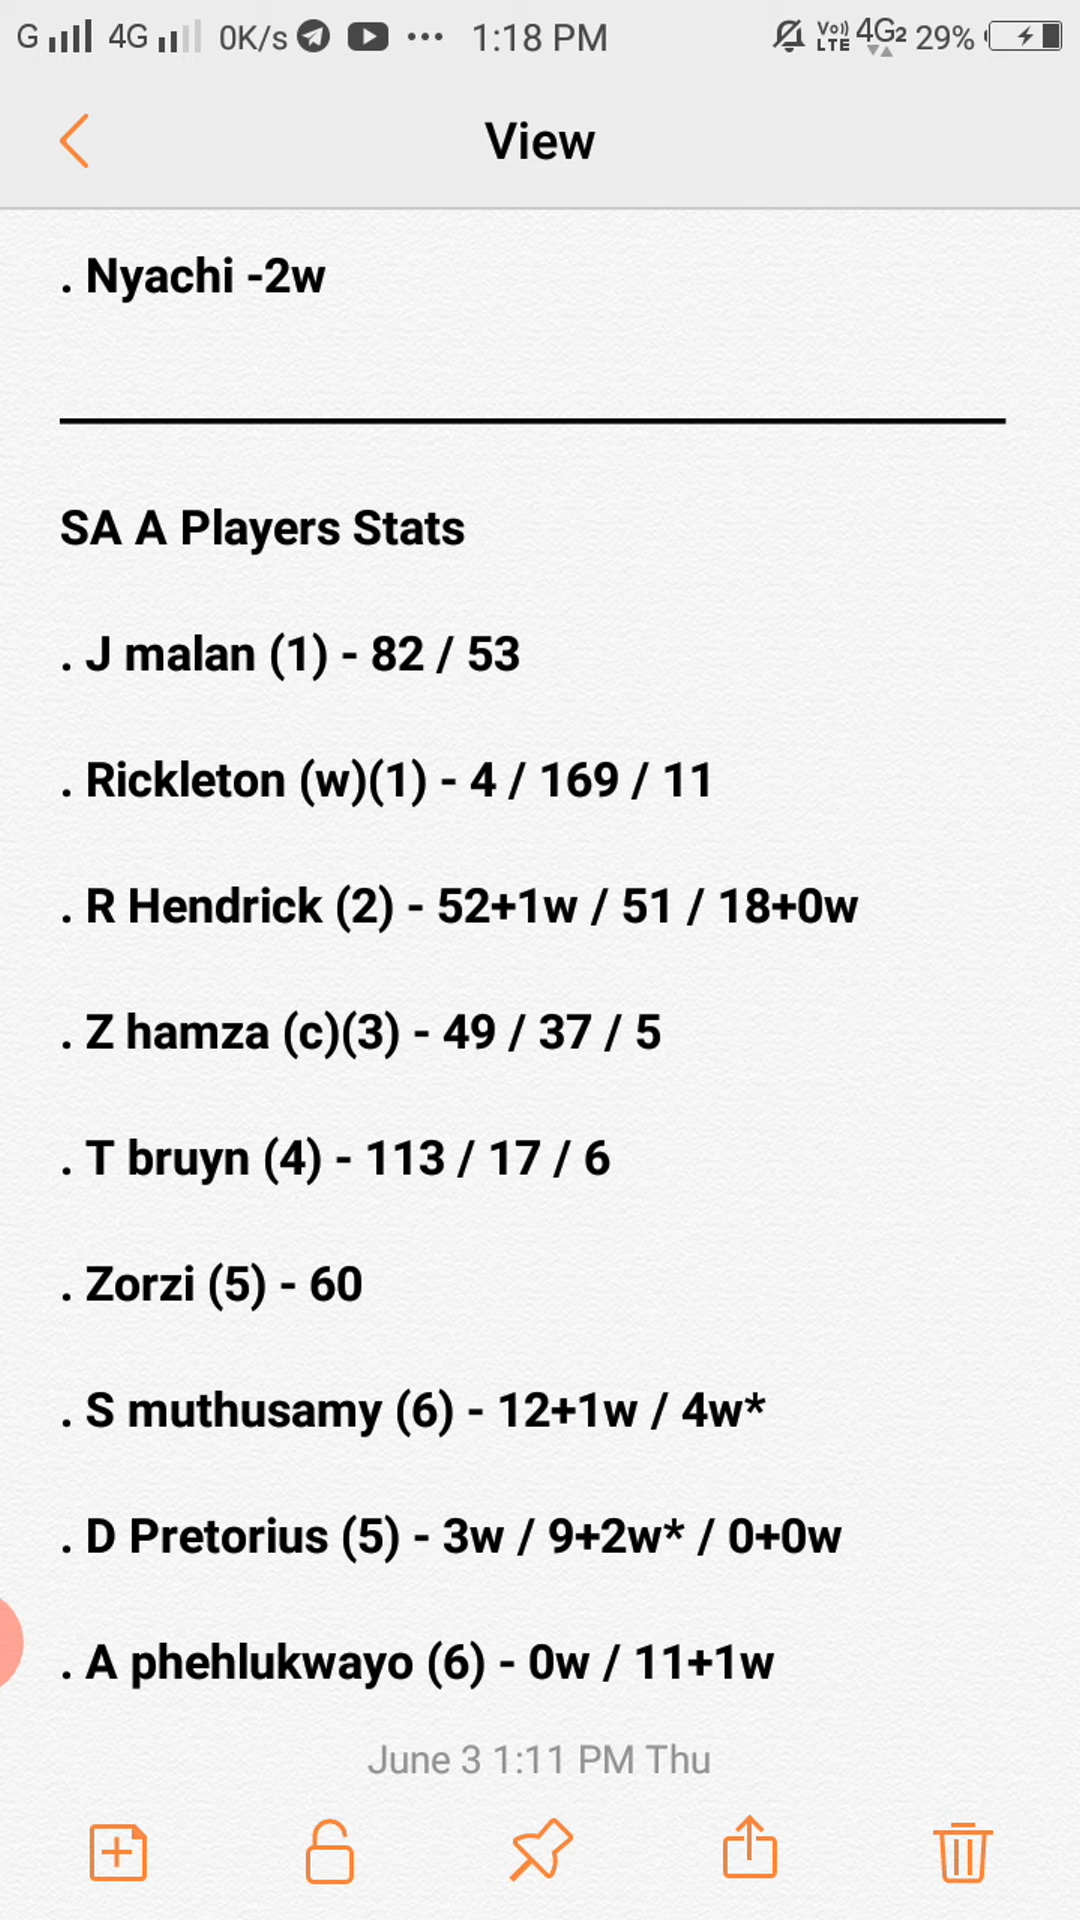 G 4G 0K/s ... 1:18 PM Vo)) LTE 4G2 29%
View
. Nyachi -2w
SA A Players Stats
. J malan (1) - 82 / 53
. Rickleton (w)(1) - 4 / 169 / 11
. R Hendrick (2) - 52+1w / 51 / 18+0w
. Z hamza (c)(3) - 49 / 37 / 5
. T bruyn (4) - 113 / 17 / 6
. Zorzi (5) - 60
. S muthusamy (6) - 12+1w / 4w*
. D Pretorius (5) - 3w / 9+2w* / 0+0w
. A phehlukwayo (6) - 0w / 11+1w
June 3 1:11 PM Thu